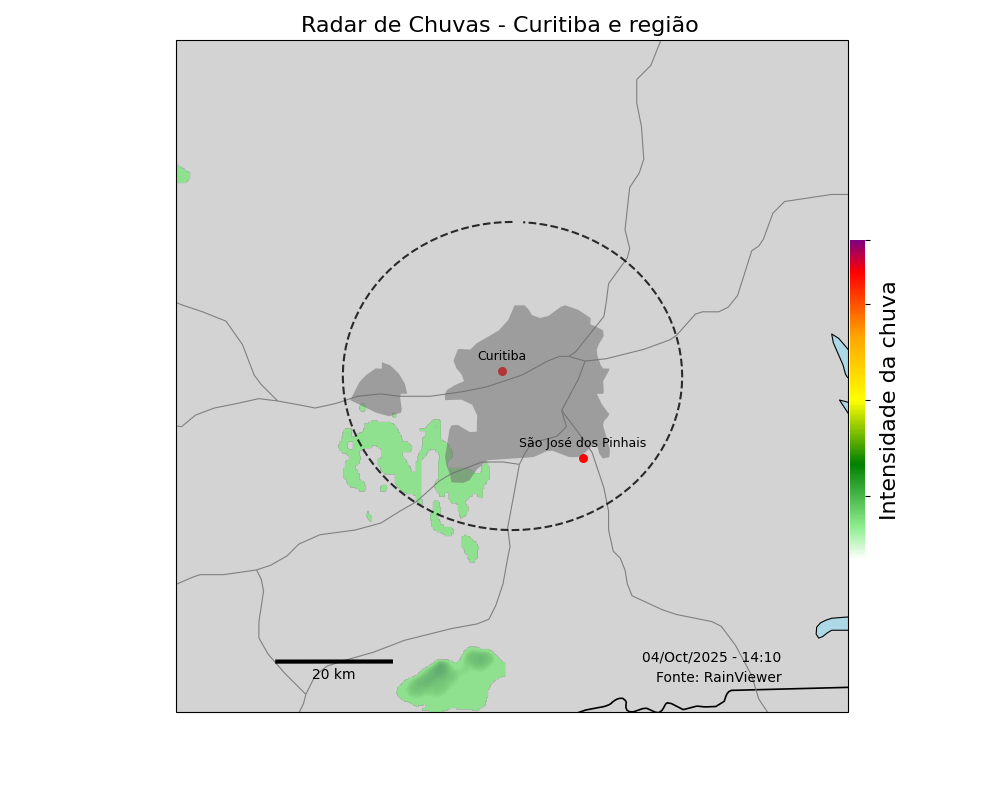 Radar de Chuvas - Curitiba e região
Curitiba
São José dos Pinhais
Intensidade da chuva
04/Oct/2025 - 14:10
Fonte: RainViewer
20 km